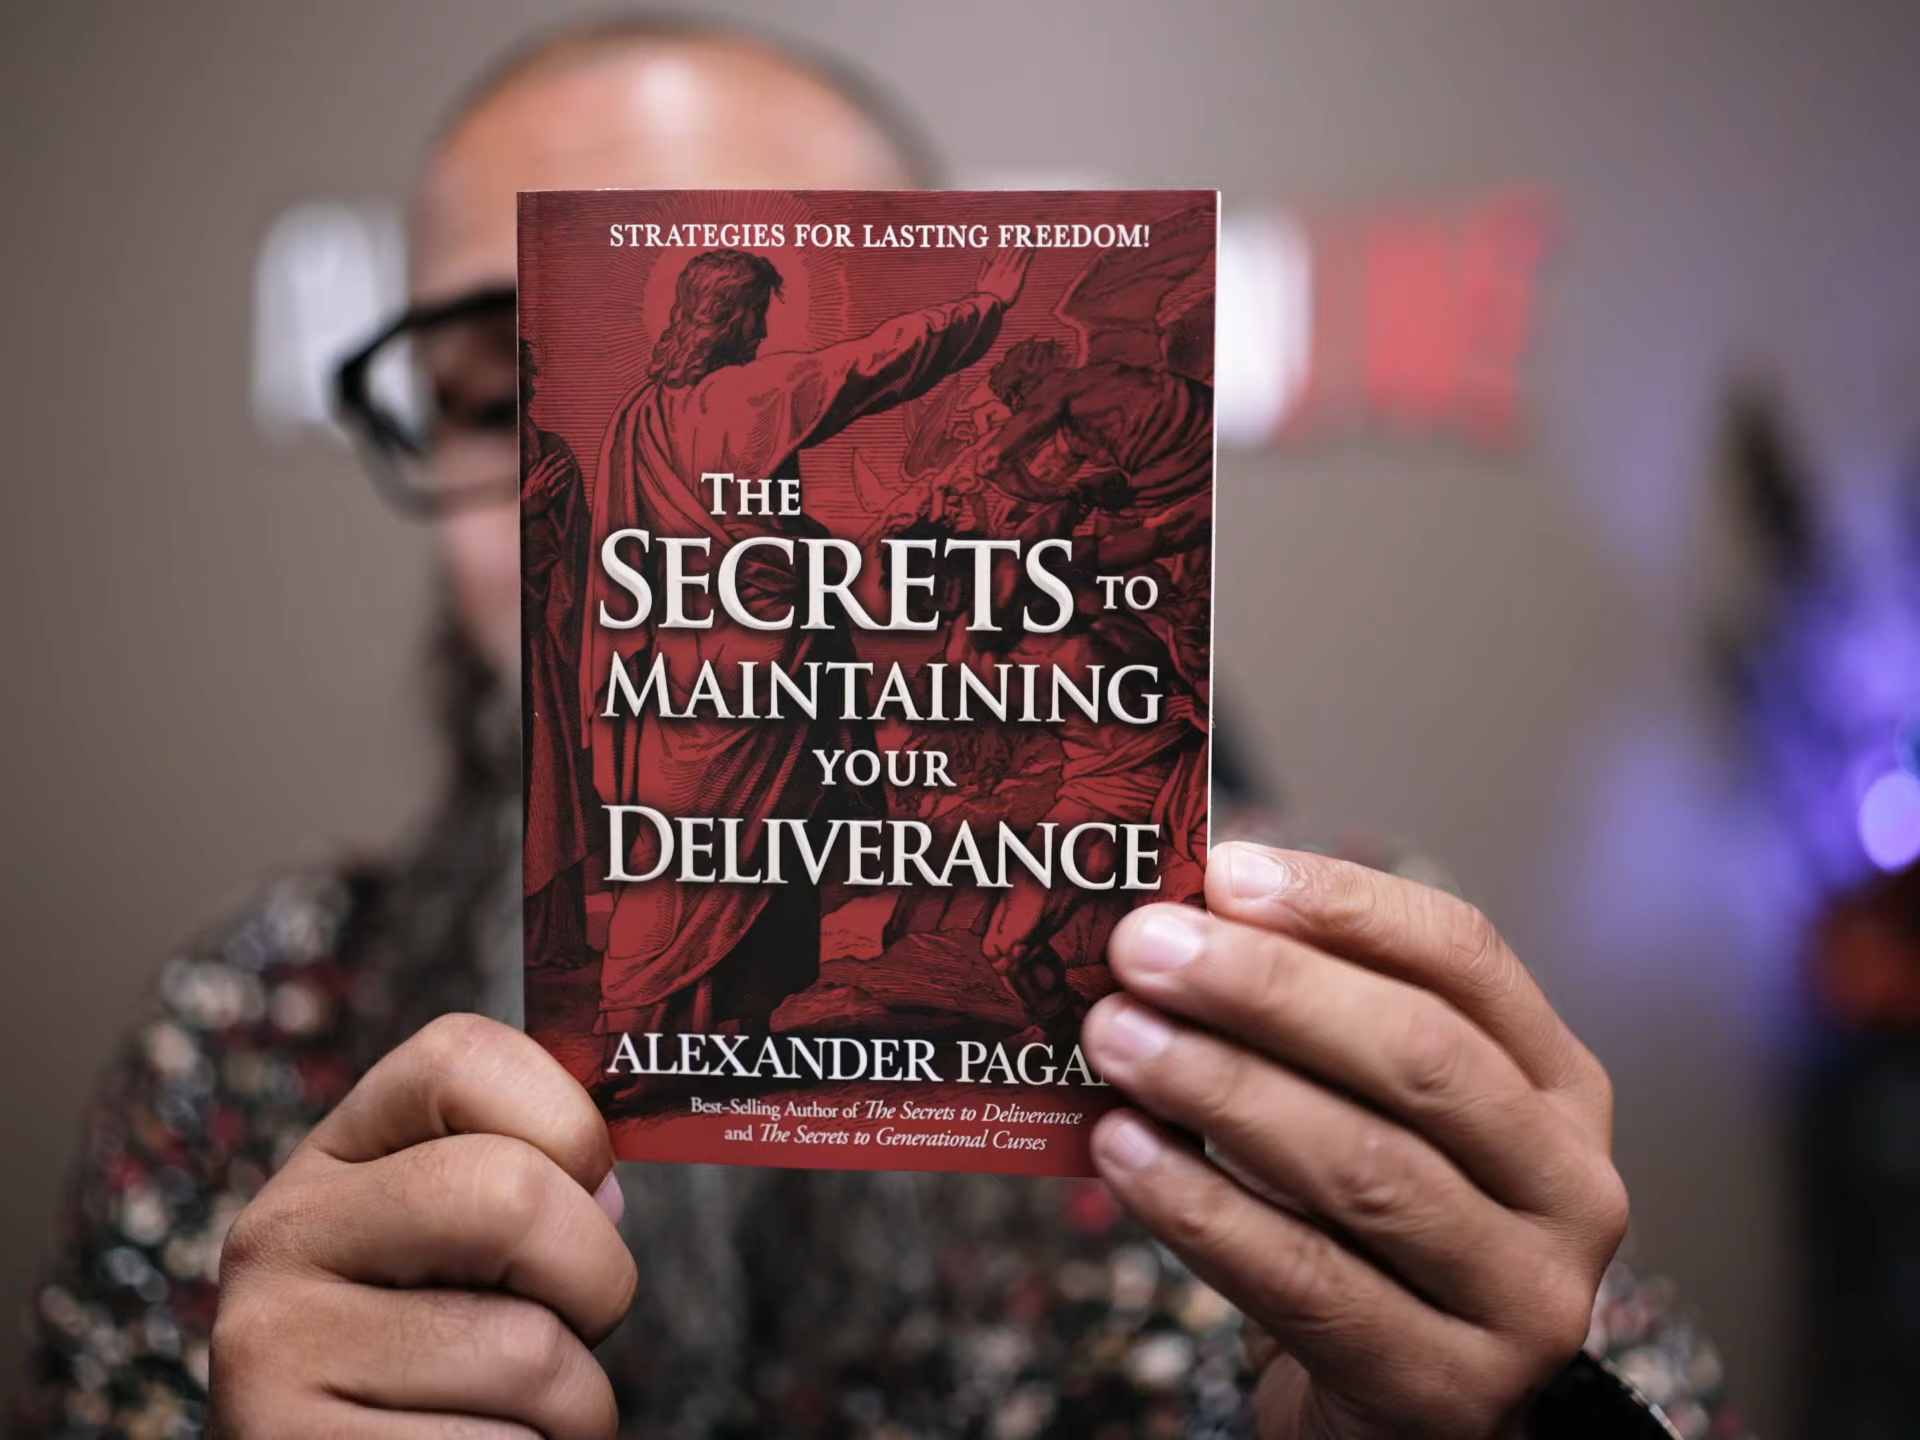 STRATEGIES FOR LASTING FREEDOM!
THE
SECRETS TO
MAINTAINING
YOUR
DELIVERANCE
ALEXANDER PAGA
Best-Selling Author of The Secrets to Deliverance
and The Secrets to Generational Curses